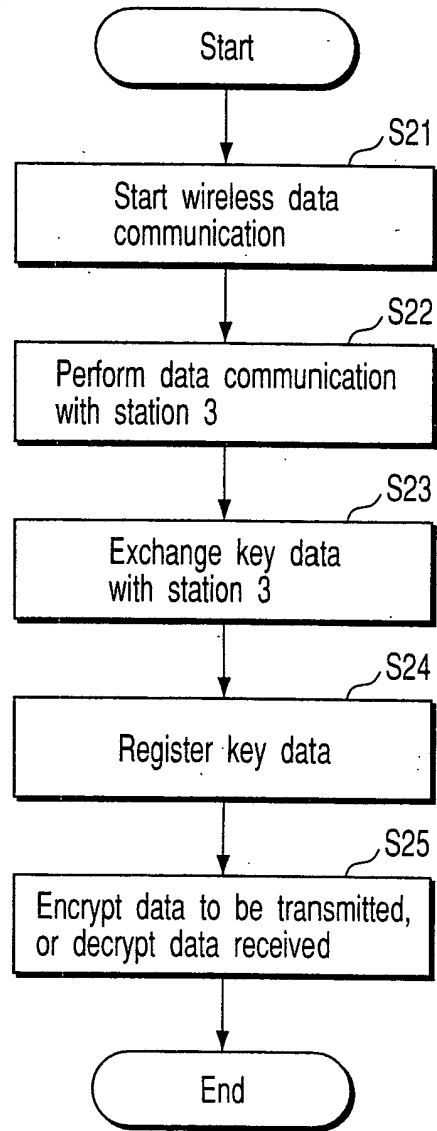 Start
S21
Start wireless data
communication
S22
Perform data communication
with station 3
S23
Exchange key data
with station 3
S24
Register key data
S25
Encrypt data to be transmitted,
or decrypt data received
End